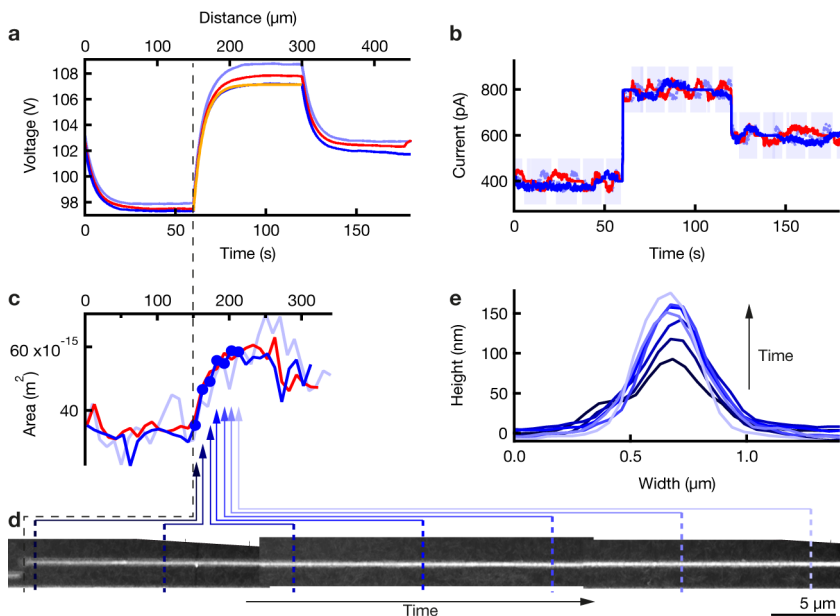 Distance (µm)
a
0 100 200 300 400
108
106
104
102
100
98
Voltage (V)
0 50 100 150
Time (s)
b
800
600
400
Current (pA)
0 50 100 150
Time (s)
c
0 100 200 300
60 x10⁻¹⁵
40
Area (m²)
e
150
100
50
0
Height (nm)
Time
0.0 0.5 1.0
Width (µm)
d
Time
5 µm